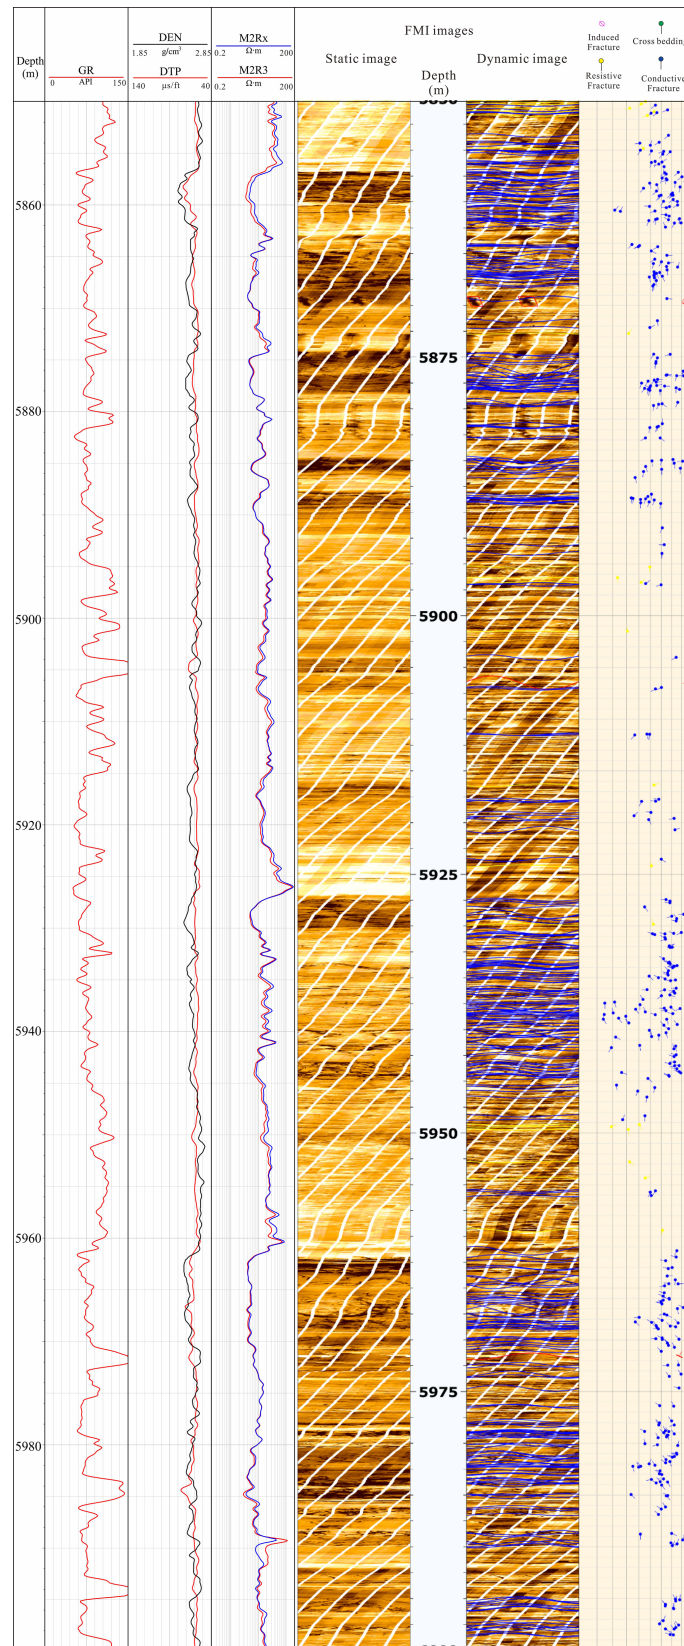 Depth
(m)
GR
0 API 150
DEN
1.85 g/cm³ 2.85
DTP
140 μs/ft 40
M2Rx
0.2 Ω·m 200
M2R3
0.2 Ω·m 200
FMI images
Static image
Depth
(m)
Dynamic image
Induced
Fracture
Cross bedding
Resistive
Fracture
Conductive
Fracture
5860
5875
5880
5900
5900
5920
5925
5940
5950
5960
5975
5980